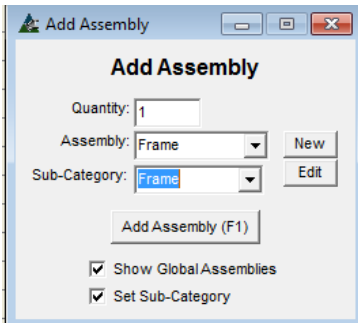 Add Assembly
Add Assembly
Quantity: 1
Assembly: Frame New
Sub-Category: Frame Edit
Add Assembly (F1)
Show Global Assemblies
Set Sub-Category